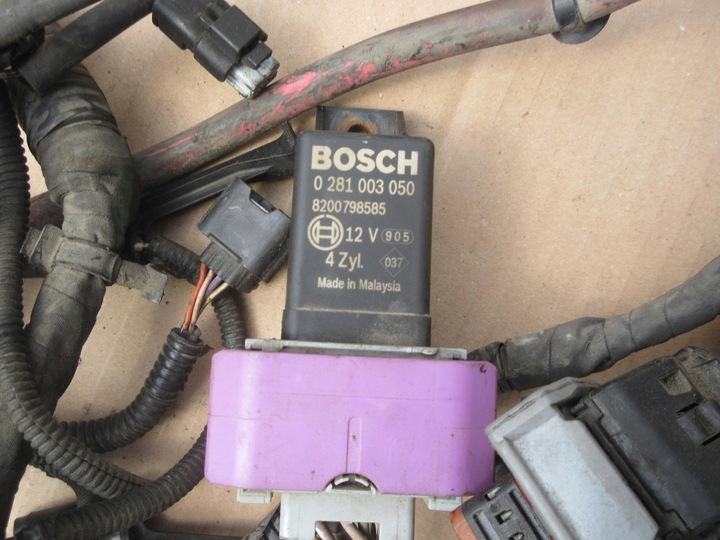 BOSCH
0 281 003 050
8200798585
12 V 905
4 Zyl. 037
Made in Malaysia